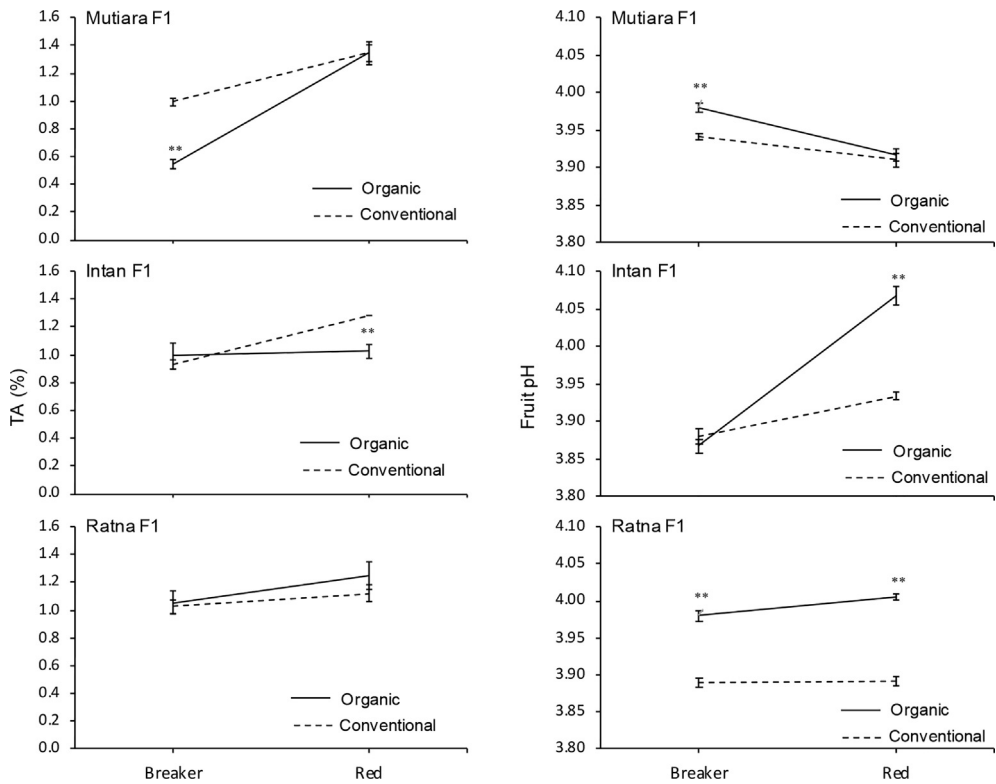 Mutiara F1
1.6
1.4
1.2
1.0
0.8
0.6
0.4
0.2
0.0
**
Organic
Conventional
Mutiara F1
4.10
4.05
4.00
3.95
3.90
3.85
3.80
**
Organic
Conventional
TA (%)
Intan F1
1.6
1.4
1.2
1.0
0.8
0.6
0.4
0.2
0.0
**
Organic
Conventional
Fruit pH
Intan F1
4.10
4.05
4.00
3.95
3.90
3.85
3.80
**
Organic
Conventional
Ratna F1
1.6
1.4
1.2
1.0
0.8
0.6
0.4
0.2
0.0
Organic
Conventional
Breaker Red
Ratna F1
4.10
4.05
4.00
3.95
3.90
3.85
3.80
** **
Organic
Conventional
Breaker Red